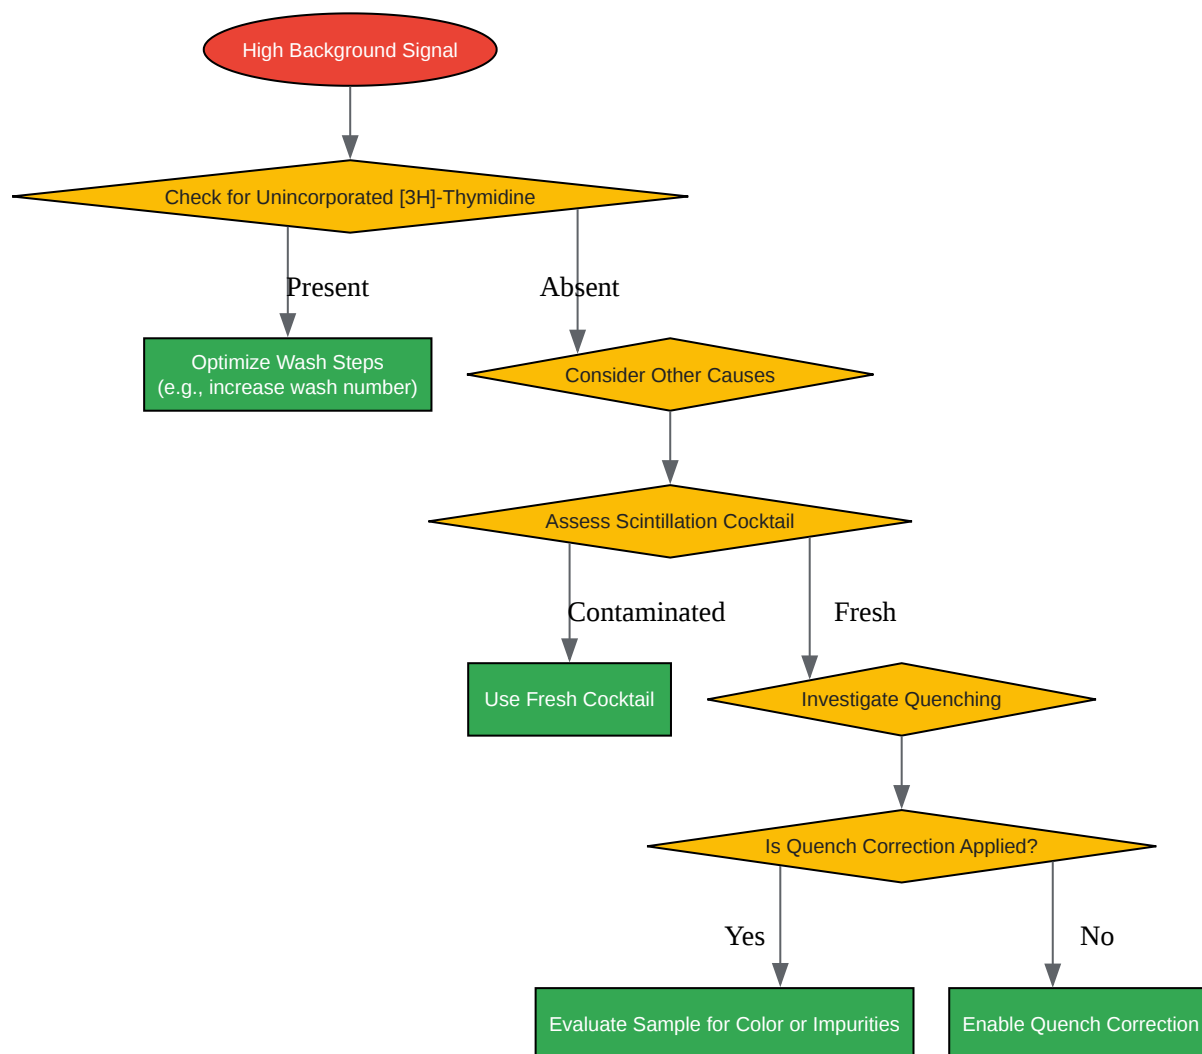 High Background Signal
Check for Unincorporated [3H]-Thymidine
Present
Absent
Optimize Wash Steps
(e.g., increase wash number)
Consider Other Causes
Assess Scintillation Cocktail
Contaminated
Fresh
Use Fresh Cocktail
Investigate Quenching
Is Quench Correction Applied?
Yes
No
Evaluate Sample for Color or Impurities
Enable Quench Correction